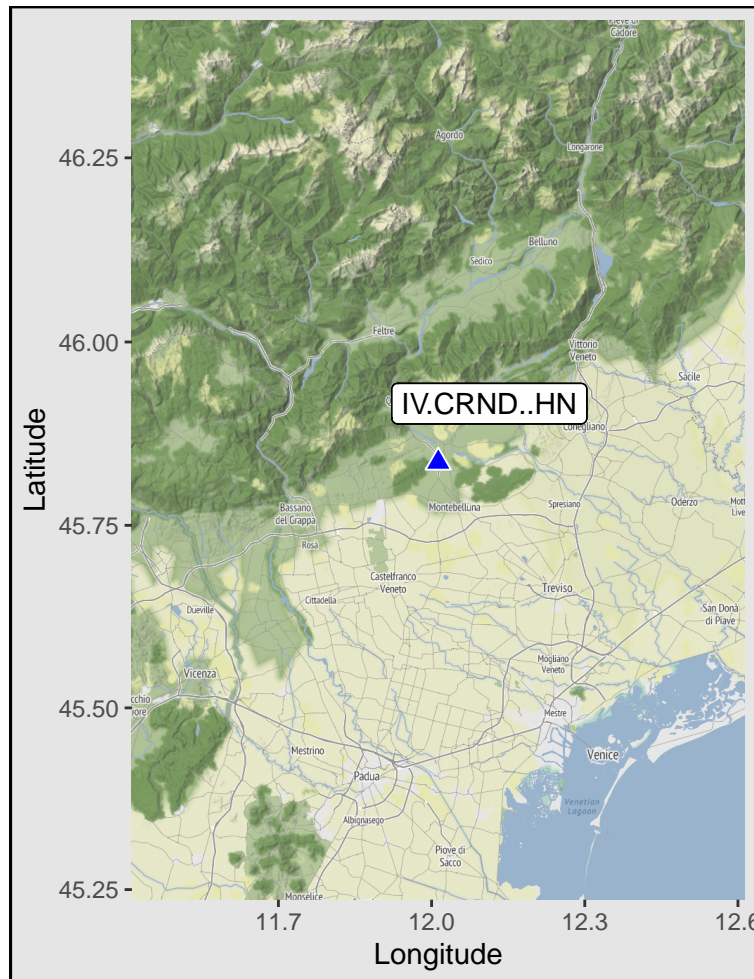 Pieve di
Cadore
46.25
Agordo
Longarone
Belluno
Sedico
46.00
Feltre
Vittorio
Veneto
Sacile
IV.CRND..HN
Conegliano
Latitude
45.75
Bassano
del Grappa
Montebelluna
Spresiano
Oderzo
Rosà
Castelfranco
Veneto
Treviso
Cittadella
Dueville
San Donà
di Piave
Mogliano
Veneto
Vicenza
45.50
Mestre
Mestrino
Venice
Padua
Venetian
Lagoon
Albignasego
Piove di
Sacco
45.25
Monselice
11.7
12.0
12.3
12.6
Longitude